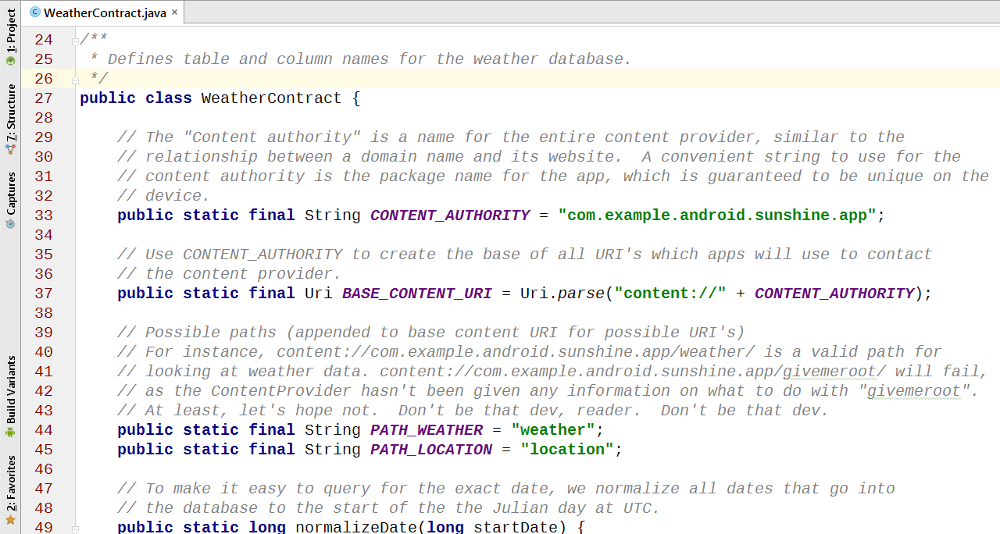 WeatherContract.java ×
1: Project
7: Structure
Captures
Build Variants
2: Favorites
24 /**
25  * Defines table and column names for the weather database.
26  */
27 public class WeatherContract {
28
29     // The "Content authority" is a name for the entire content provider, similar to the
30     // relationship between a domain name and its website.  A convenient string to use for the
31     // content authority is the package name for the app, which is guaranteed to be unique on the
32     // device.
33     public static final String CONTENT_AUTHORITY = "com.example.android.sunshine.app";
34
35     // Use CONTENT_AUTHORITY to create the base of all URI's which apps will use to contact
36     // the content provider.
37     public static final Uri BASE_CONTENT_URI = Uri.parse("content://" + CONTENT_AUTHORITY);
38
39     // Possible paths (appended to base content URI for possible URI's)
40     // For instance, content://com.example.android.sunshine.app/weather/ is a valid path for
41     // looking at weather data. content://com.example.android.sunshine.app/givemeroot/ will fail,
42     // as the ContentProvider hasn't been given any information on what to do with "givemeroot".
43     // At least, let's hope not.  Don't be that dev, reader.  Don't be that dev.
44     public static final String PATH_WEATHER = "weather";
45     public static final String PATH_LOCATION = "location";
46
47     // To make it easy to query for the exact date, we normalize all dates that go into
48     // the database to the start of the the Julian day at UTC.
49     public static long normalizeDate(long startDate) {